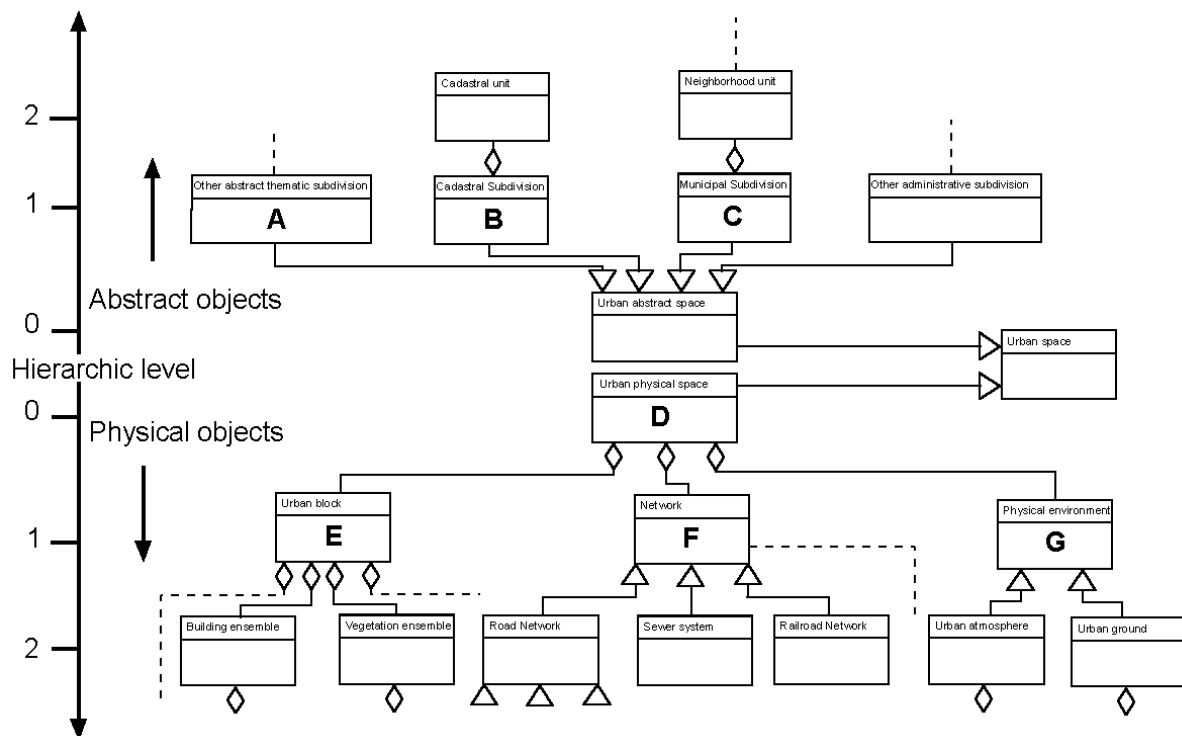 Cadastral unit
Neighborhood unit
2
Other abstract thematic subdivision
Cadastral Subdivision
Municipal Subdivision
Other administrative subdivision
1
A
B
C
Abstract objects
Urban abstract space
0
Urban space
Hierarchic level
Urban physical space
0
D
Physical objects
Urban block
Network
Physical environment
1
E
F
G
Building ensemble
Vegetation ensemble
Road Network
Sewer system
Railroad Network
Urban atmosphere
Urban ground
2